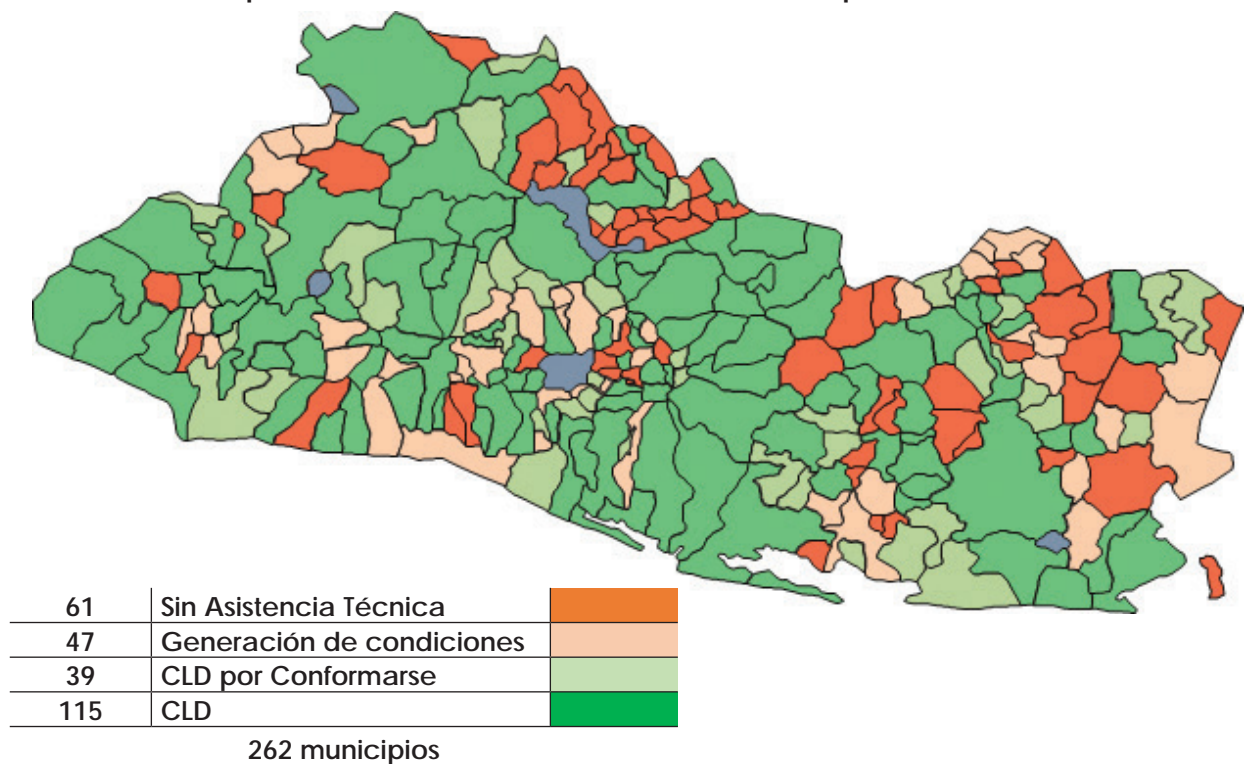 61 Sin Asistencia Técnica
47 Generación de condiciones
39 CLD por Conformarse
115 CLD
262 municipios